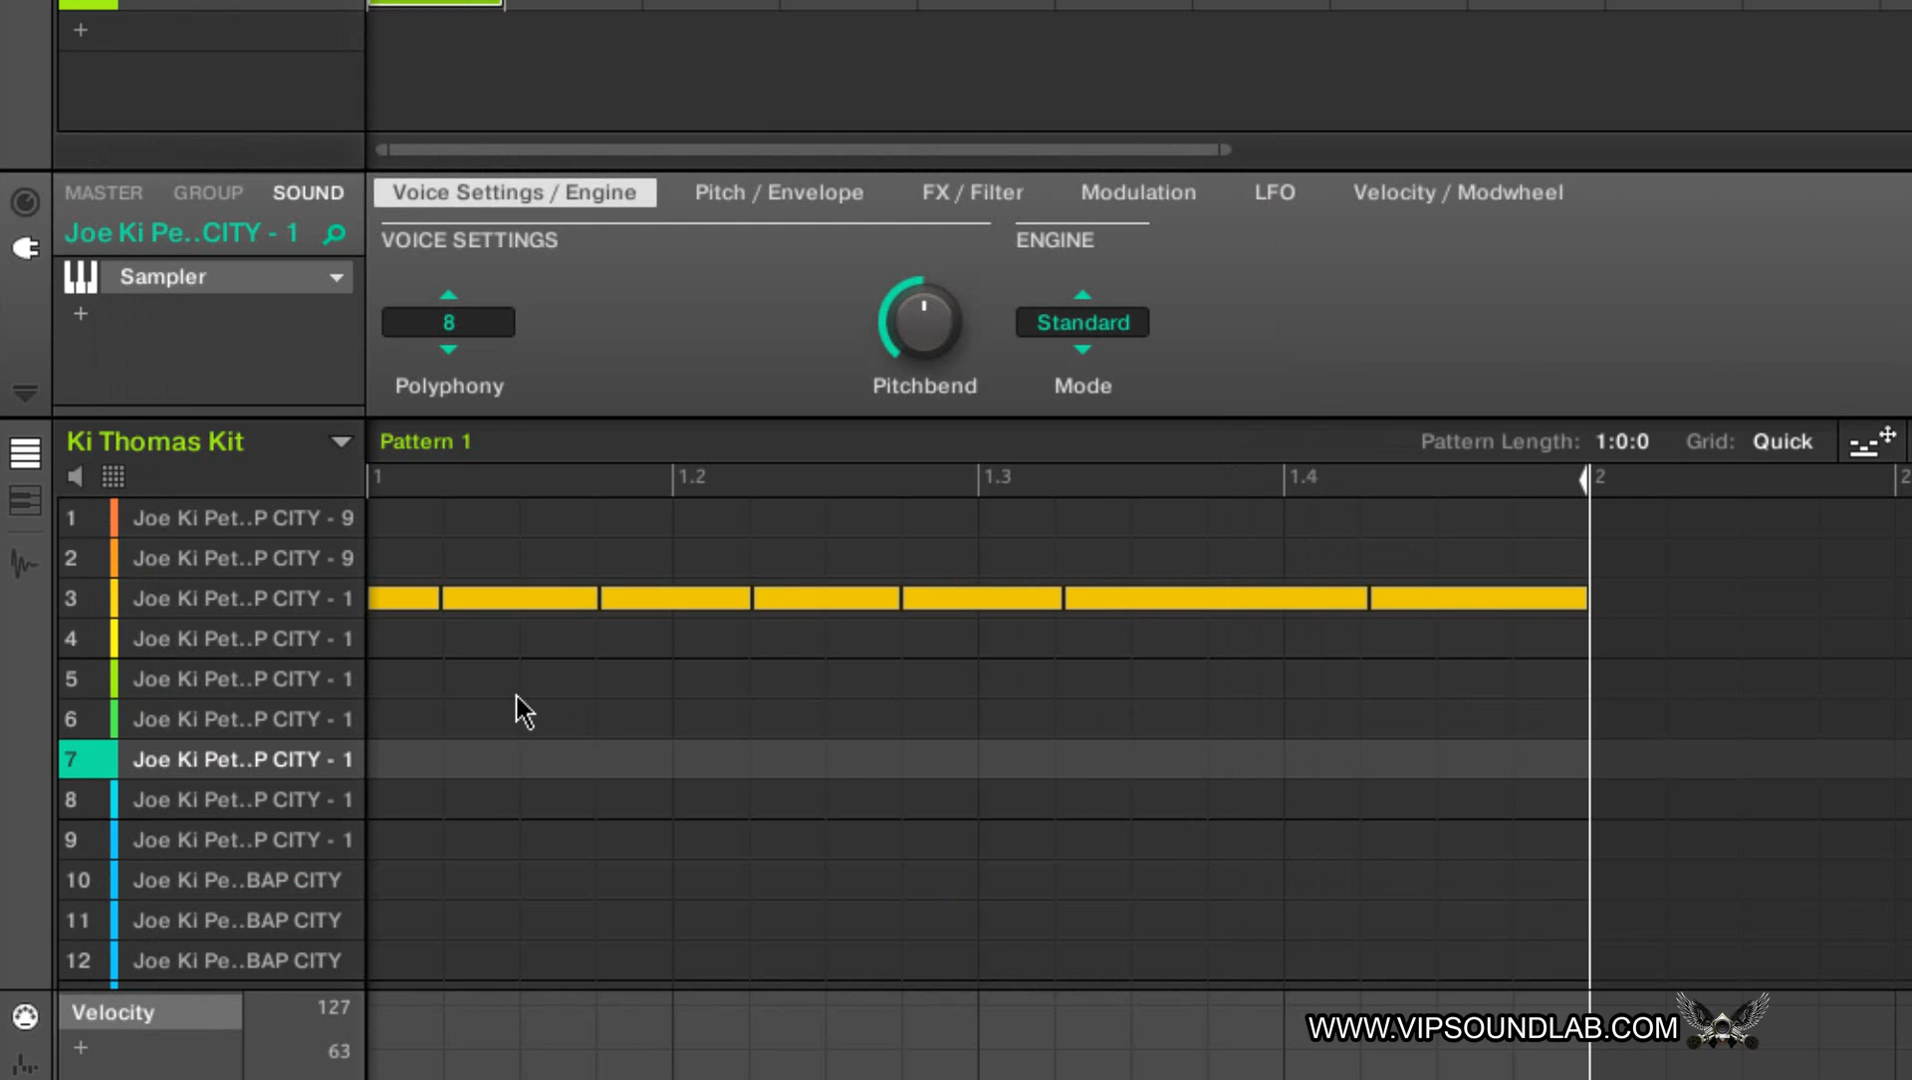 +
MASTER GROUP SOUND
Voice Settings / Engine Pitch / Envelope FX / Filter Modulation LFO Velocity / Modwheel
Joe Ki Pe..CITY - 1
VOICE SETTINGS ENGINE
Sampler
+
8 Standard
Polyphony Pitchbend Mode
Ki Thomas Kit Pattern 1 Pattern Length: 1:0:0 Grid: Quick
1 1.2 1.3 1.4 2 2
1 Joe Ki Pet..P CITY - 9
2 Joe Ki Pet..P CITY - 9
3 Joe Ki Pet..P CITY - 1
4 Joe Ki Pet..P CITY - 1
5 Joe Ki Pet..P CITY - 1
6 Joe Ki Pet..P CITY - 1
7 Joe Ki Pet..P CITY - 1
8 Joe Ki Pet..P CITY - 1
9 Joe Ki Pet..P CITY - 1
10 Joe Ki Pe..BAP CITY
11 Joe Ki Pe..BAP CITY
12 Joe Ki Pe..BAP CITY
Velocity 127
+ 63
WWW.VIPSOUNDLAB.COM